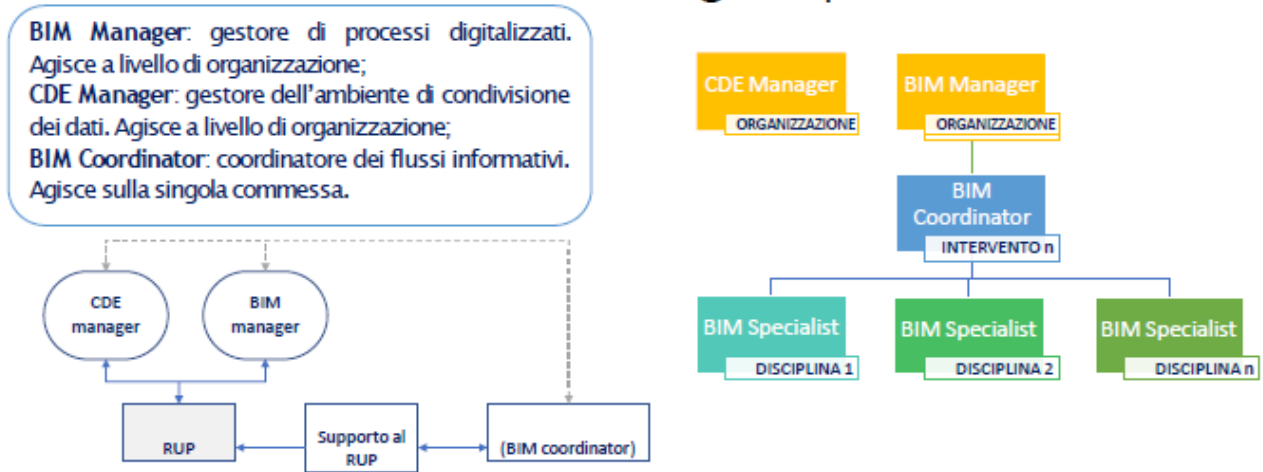 BIM Manager: gestore di processi digitalizzati.
Agisce a livello di organizzazione;
CDE Manager: gestore dell'ambiente di condivisione
dei dati. Agisce a livello di organizzazione;
BIM Coordinator: coordinatore dei flussi informativi.
Agisce sulla singola commessa.
CDE
manager
BIM
manager
RUP
Supporto al
RUP
(BIM coordinator)
CDE Manager
ORGANIZZAZIONE
BIM Manager
ORGANIZZAZIONE
BIM
Coordinator
INTERVENTO n
BIM Specialist
DISCIPLINA 1
BIM Specialist
DISCIPLINA 2
BIM Specialist
DISCIPLINA n